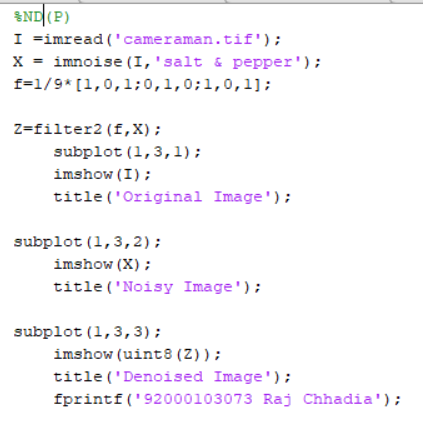 %ND(P)
I =imread('cameraman.tif');
X = imnoise(I,'salt & pepper');
f=1/9*[1,0,1;0,1,0;1,0,1];
Z=filter2(f,X);
subplot(1,3,1);
imshow(I);
title('Original Image');
subplot(1,3,2);
imshow(X);
title('Noisy Image');
subplot(1,3,3);
imshow(uint8(Z));
title('Denoised Image');
fprintf('92000103073 Raj Chhadia');